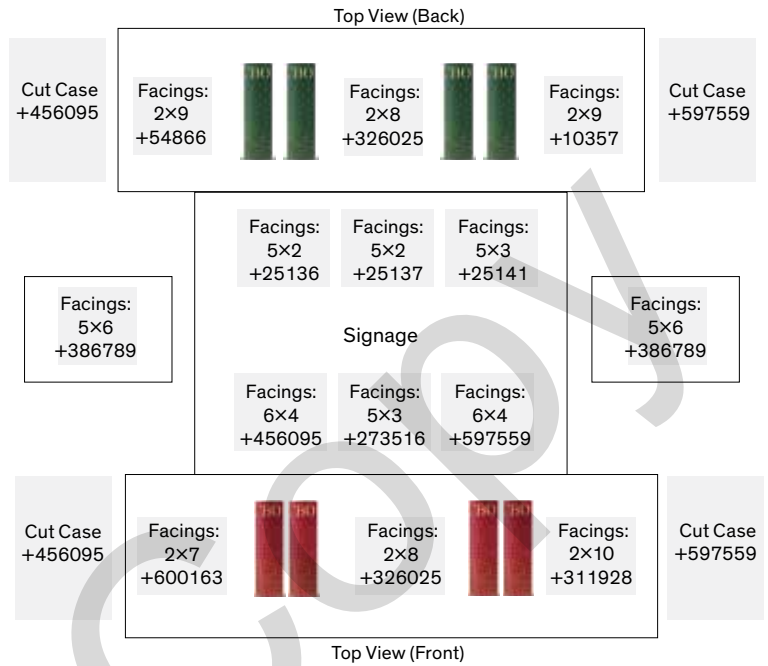 Top View (Back)
Cut Case
+456095
Facings:
2×9
+54866
Facings:
2×8
+326025
Facings:
2×9
+10357
Cut Case
+597559
Facings:
5×2
+25136
Facings:
5×2
+25137
Facings:
5×3
+25141
Facings:
5×6
+386789
Signage
Facings:
5×6
+386789
Facings:
6×4
+456095
Facings:
5×3
+273516
Facings:
6×4
+597559
Cut Case
+456095
Facings:
2×7
+600163
Facings:
2×8
+326025
Facings:
2×10
+311928
Cut Case
+597559
Top View (Front)
Copy